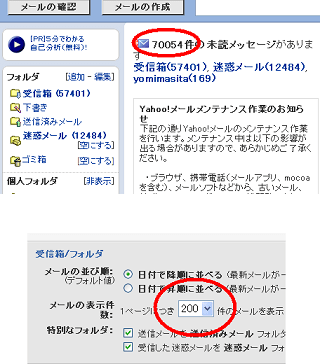 メールの確認
メールの作成
[PR]5分でわかる
自己分析(無料)!
フォルダ [追加 - 編集]
受信箱 (57401)
下書き
送信済みメール
迷惑メール (12484)
[空にする]
ゴミ箱 [空にする]
個人フォルダ [非表示]
70054件の未読メッセージがありま
す
受信箱(57401), 迷惑メール(12484),
yomimasita(169)
Yahoo!メールメンテナンス作業のお知ら
せ
下記の通りYahoo!メールのメンテナンス作業
を行います。メンテナンス中は以下の影響が
出る場合がありますので、あらかじめご了承く
ださい。
・ブラウザ、携帯電話(メールアプリ、mocoa
を含む)、メールソフトなどから、古いメール、
受信箱/フォルダ
メールの並び順:
(デフォルト値)
日付で降順に並べる (最新メールが一
日付で昇順に並べる (最新メールが一
メールの表示件
数:
1ページにつき 200 件のメールを表示
特別なフォルダ:
送信メールを 送信済みメール フォルダ
受信した迷惑メールを 迷惑メール フォ